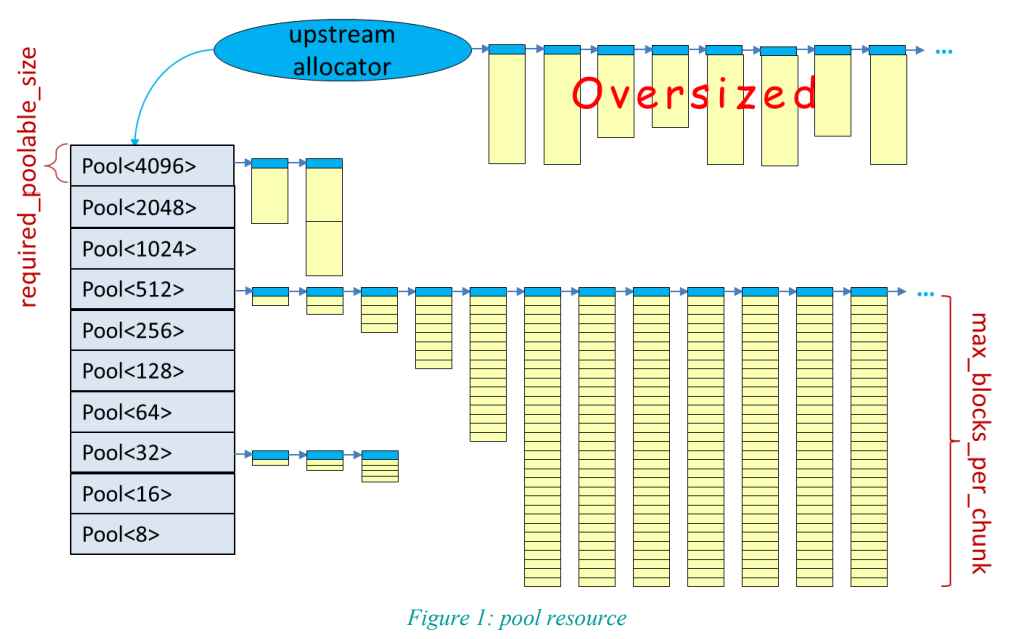 upstream
allocator
...
Oversized
required_poolable_size
Pool<4096>
Pool<2048>
Pool<1024>
Pool<512>
...
Pool<256>
Pool<128>
Pool<64>
Pool<32>
Pool<16>
Pool<8>
max_blocks_per_chunk
Figure 1: pool resource